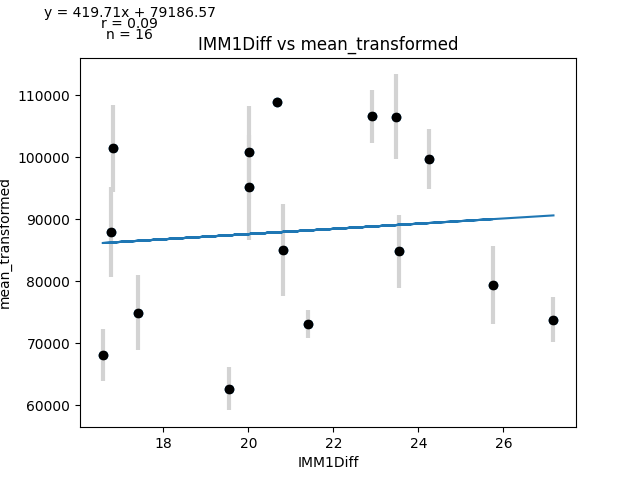 y = 419.71x + 79186.57
r = 0.09
n = 16
IMM1Diff vs mean_transformed
110000
100000
90000
80000
70000
60000
mean_transformed
18 20 22 24 26
IMM1Diff